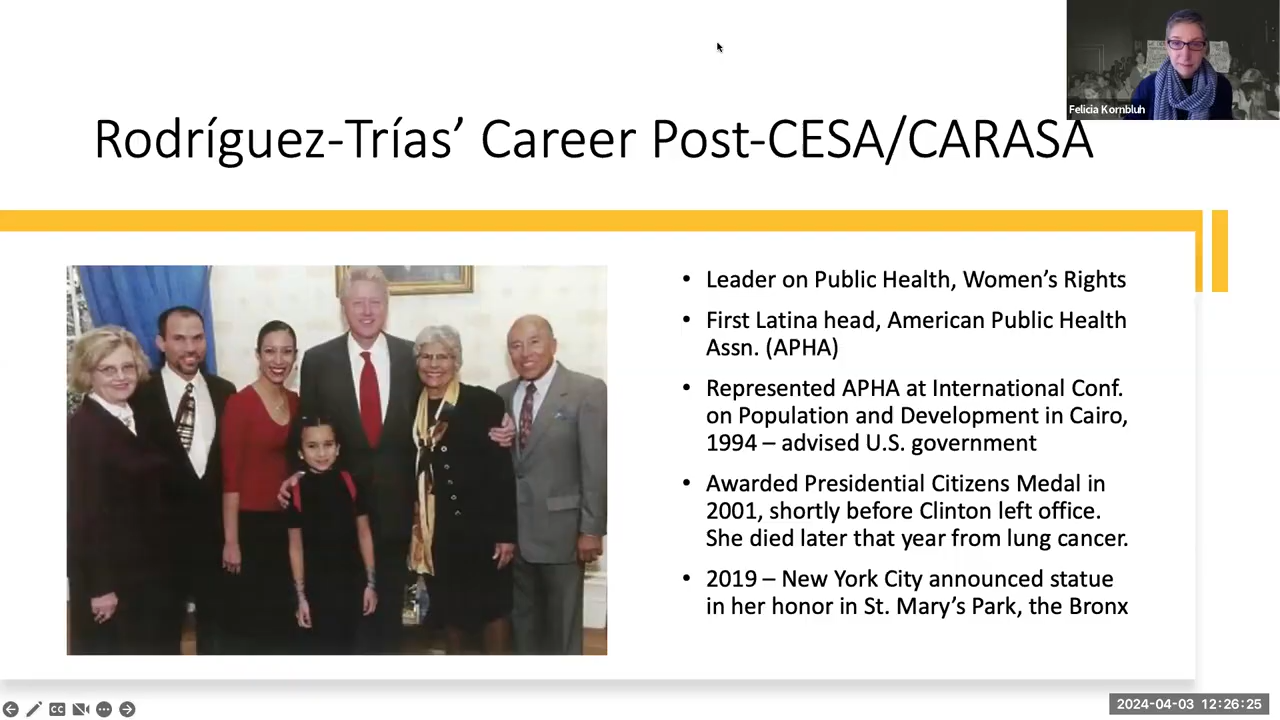 Felicia Kornbluh
Rodríguez-Trías’ Career Post-CESA/CARASA
• Leader on Public Health, Women’s Rights
• First Latina head, American Public Health
Assn. (APHA)
• Represented APHA at International Conf.
on Population and Development in Cairo,
1994 – advised U.S. government
• Awarded Presidential Citizens Medal in
2001, shortly before Clinton left office.
She died later that year from lung cancer.
• 2019 – New York City announced statue
in her honor in St. Mary’s Park, the Bronx
CC
2024-04-03 12:26:25